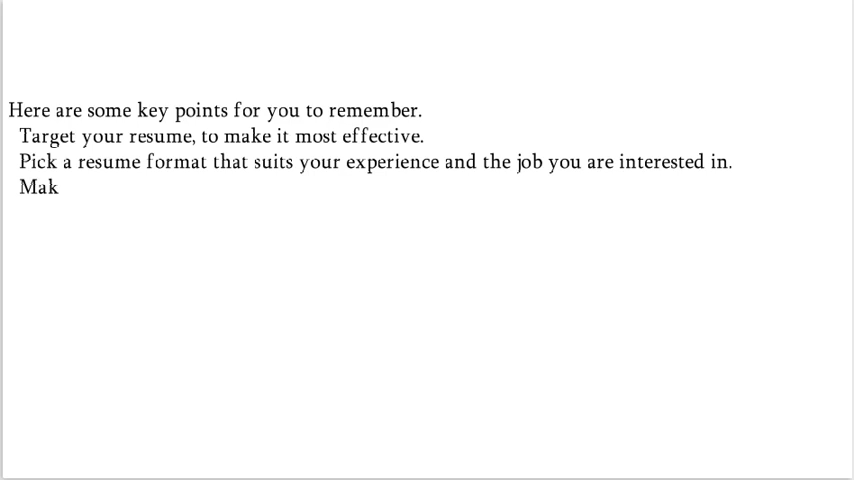 Here are some key points for you to remember.
Target your resume, to make it most effective.
Pick a resume format that suits your experience and the job you are interested in.
Mak